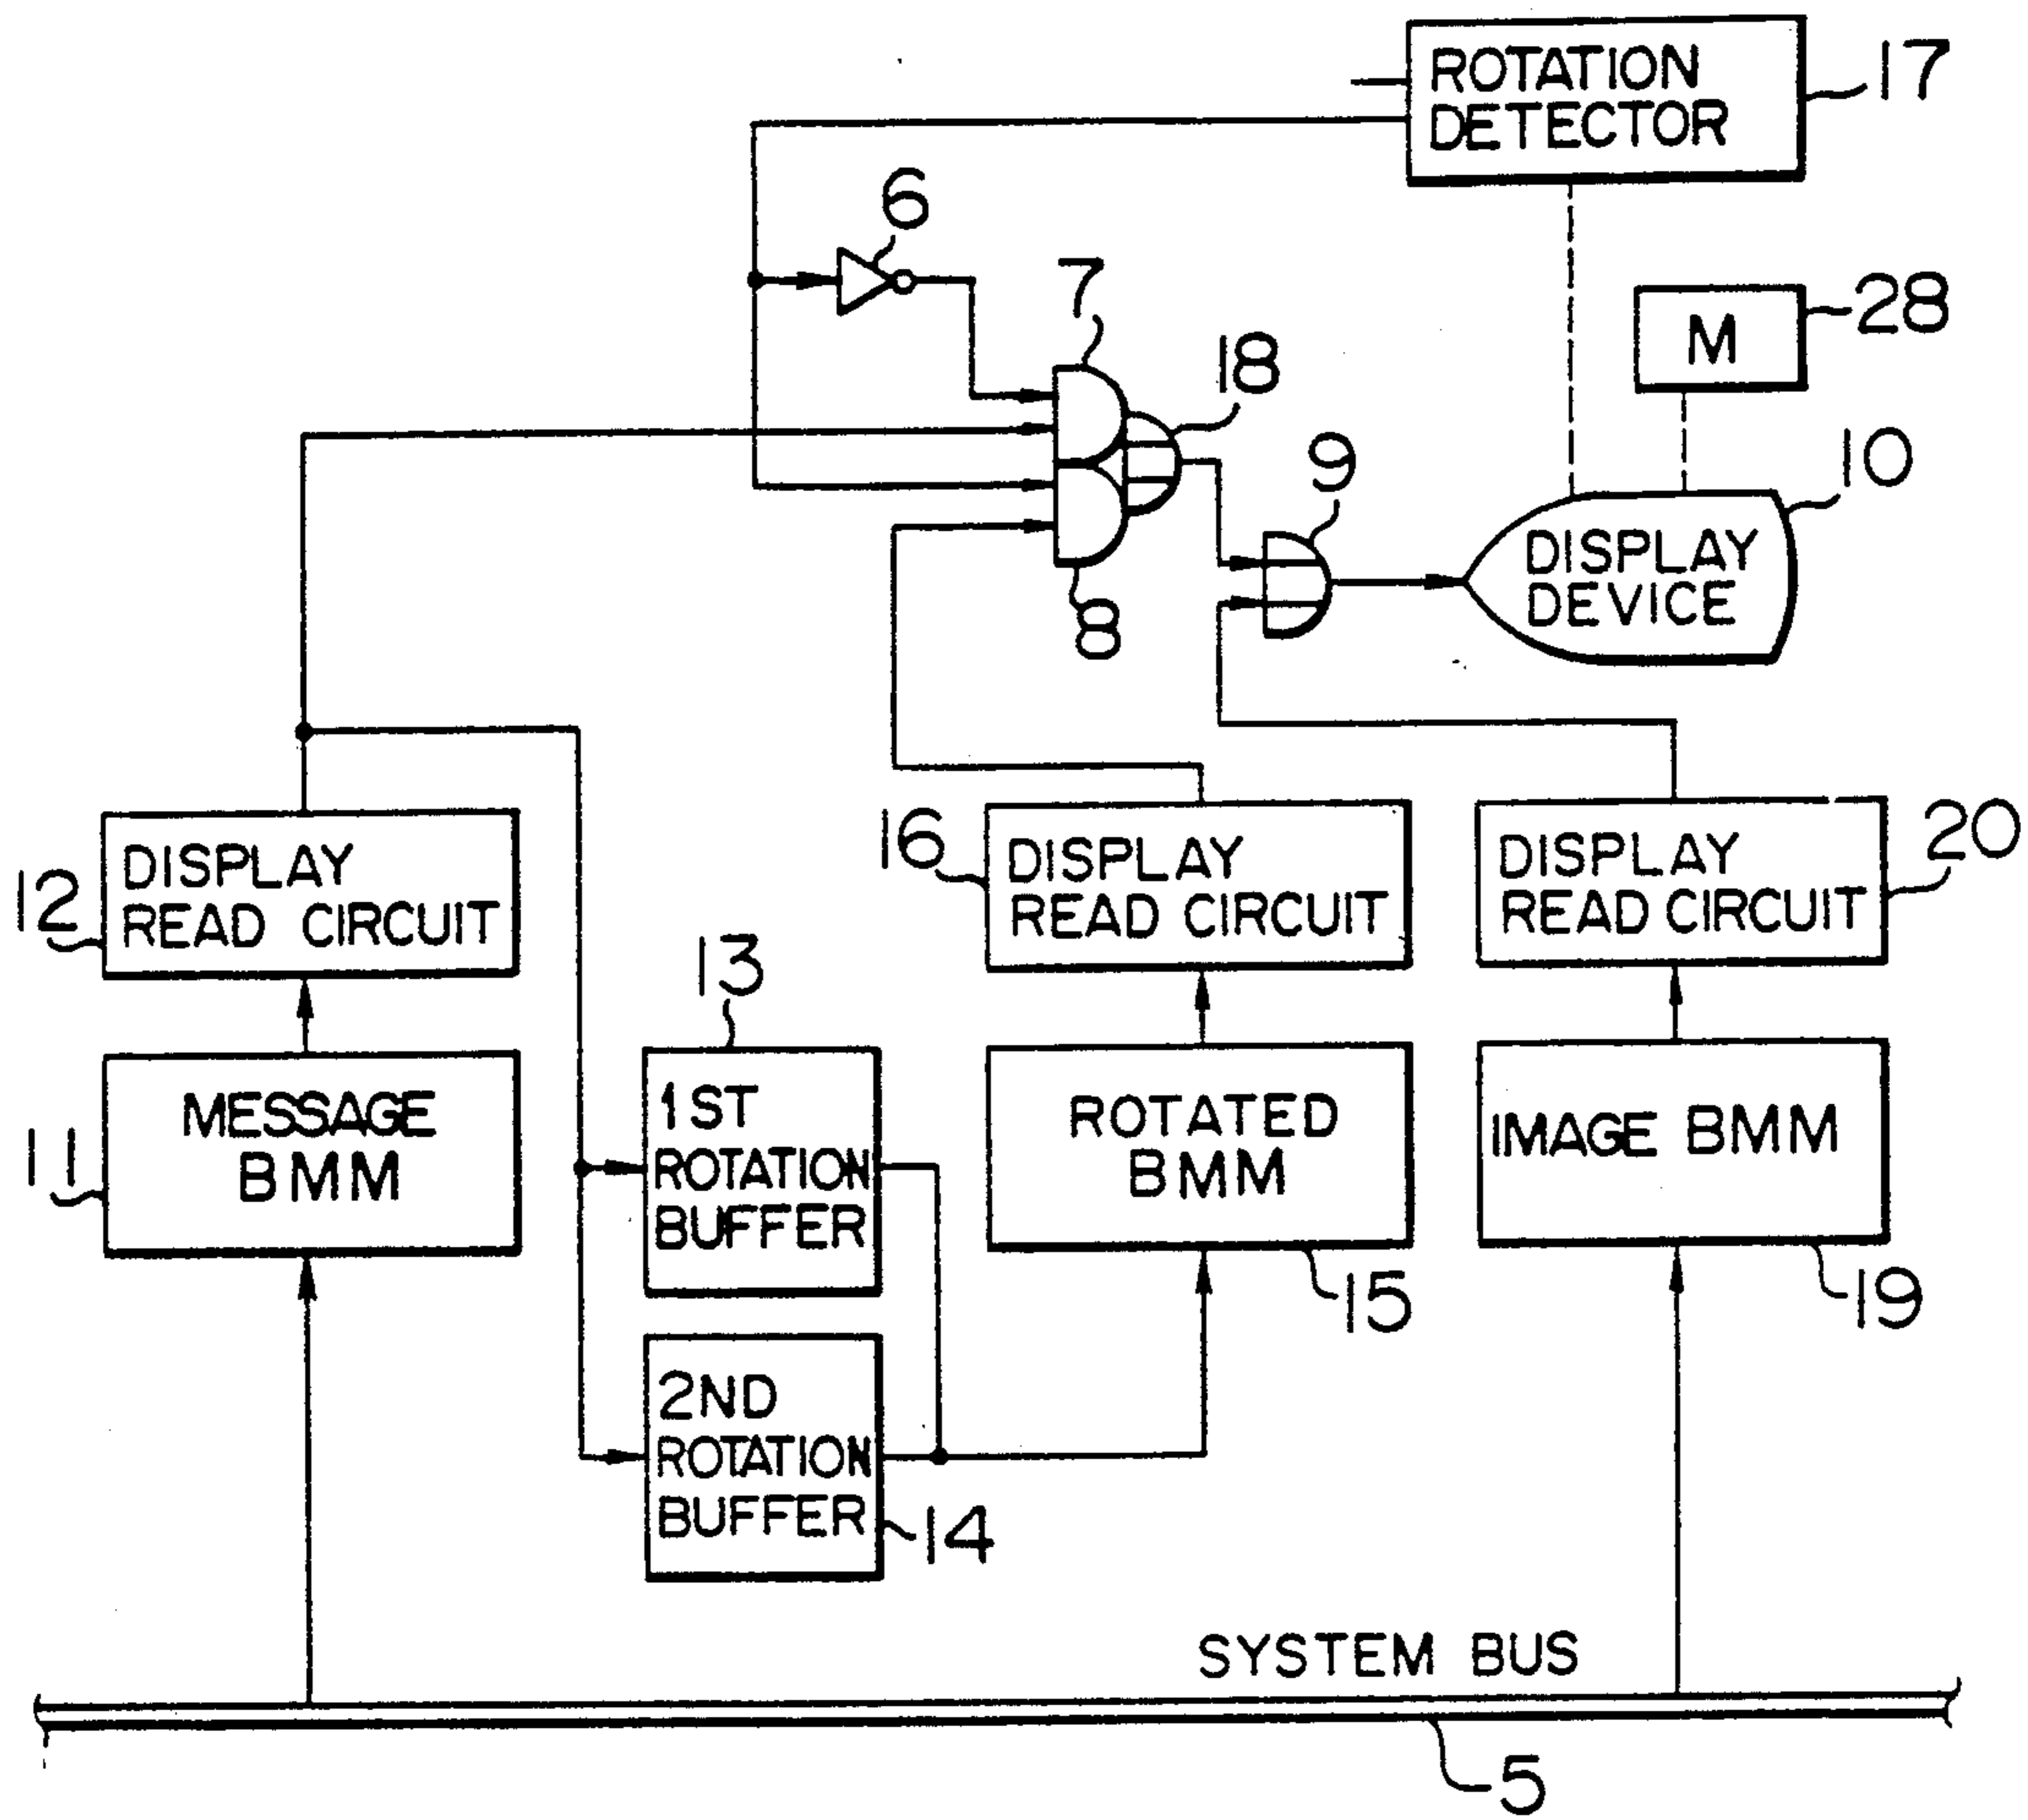 ROTATION
DETECTOR
17
6
7
M
28
18
9
10
DISPLAY
DEVICE
8
12
DISPLAY
READ CIRCUIT
16
DISPLAY
READ CIRCUIT
DISPLAY
READ CIRCUIT
20
13
11
MESSAGE
BMM
1ST
ROTATION
BUFFER
ROTATED
BMM
15
IMAGE BMM
19
2ND
ROTATION
BUFFER
14
SYSTEM BUS
5